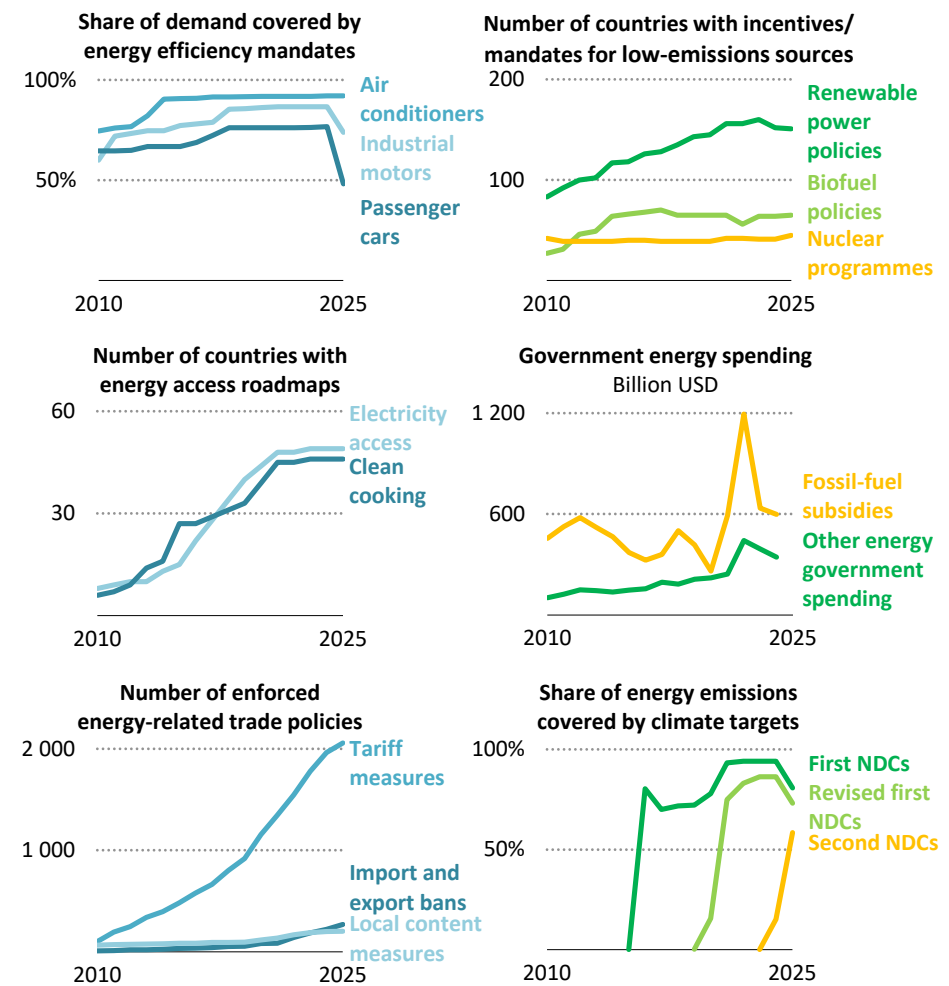 Share of demand covered by
energy efficiency mandates
100%
50%
Air
conditioners
Industrial
motors
Passenger
cars
2010
2025
Number of countries with incentives/
mandates for low-emissions sources
200
100
Renewable
power
policies
Biofuel
policies
Nuclear
programmes
2010
2025
Number of countries with
energy access roadmaps
60
30
Electricity
access
Clean
cooking
2010
2025
Government energy spending
Billion USD
1 200
600
Fossil-fuel
subsidies
Other energy
government
spending
2010
2025
Number of enforced
energy-related trade policies
2 000
1 000
Tariff
measures
Import and
export bans
Local content
measures
2010
2025
Share of energy emissions
covered by climate targets
100%
50%
First NDCs
Revised first
NDCs
Second NDCs
2010
2025